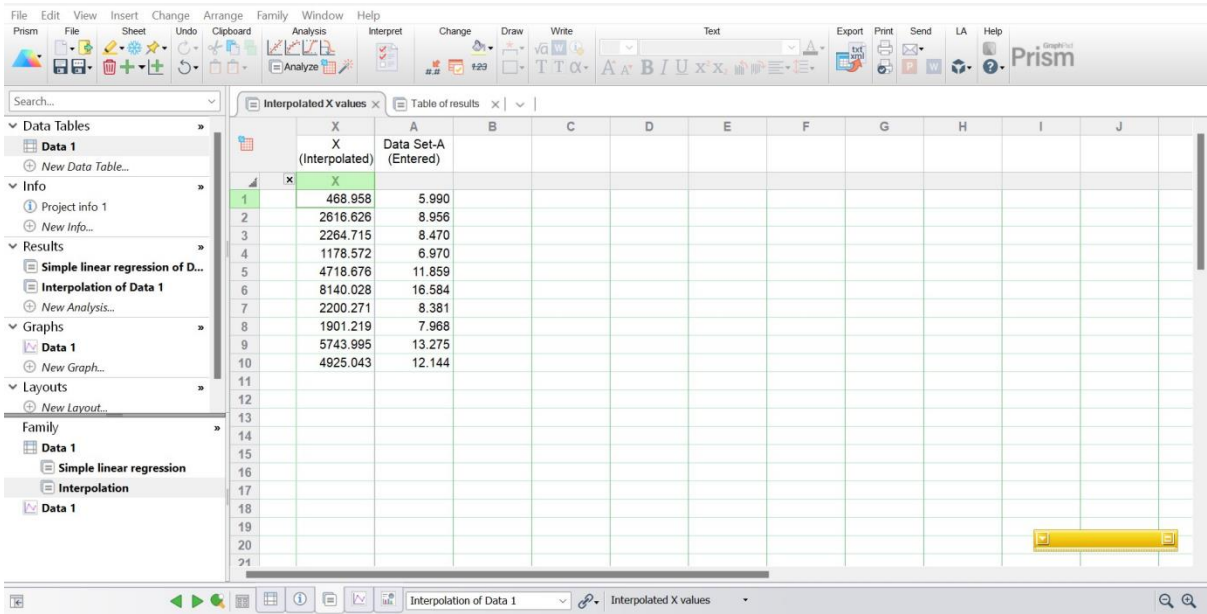 File Edit View Insert Change Arrange Family Window Help
Prism File Sheet Undo Clipboard Analysis Interpret Change Draw Write Text Export Print Send LA Help
Analyze
Prism
Search...
Interpolated X values Table of results
Data Tables
Data 1
New Data Table...
Info
Project info 1
New Info...
Results
Simple linear regression of D...
Interpolation of Data 1
New Analysis...
Graphs
Data 1
New Graph...
Layouts
New Layout...
Family
Data 1
Simple linear regression
Interpolation
Data 1
X A B C D E F G H I J
X Data Set-A
(Interpolated) (Entered)
X
1 468.958 5.990
2 2616.626 8.956
3 2264.715 8.470
4 1178.572 6.970
5 4718.676 11.859
6 8140.028 16.584
7 2200.271 8.381
8 1901.219 7.968
9 5743.995 13.275
10 4925.043 12.144
11
12
13
14
15
16
17
18
19
20
21
Interpolation of Data 1 Interpolated X values